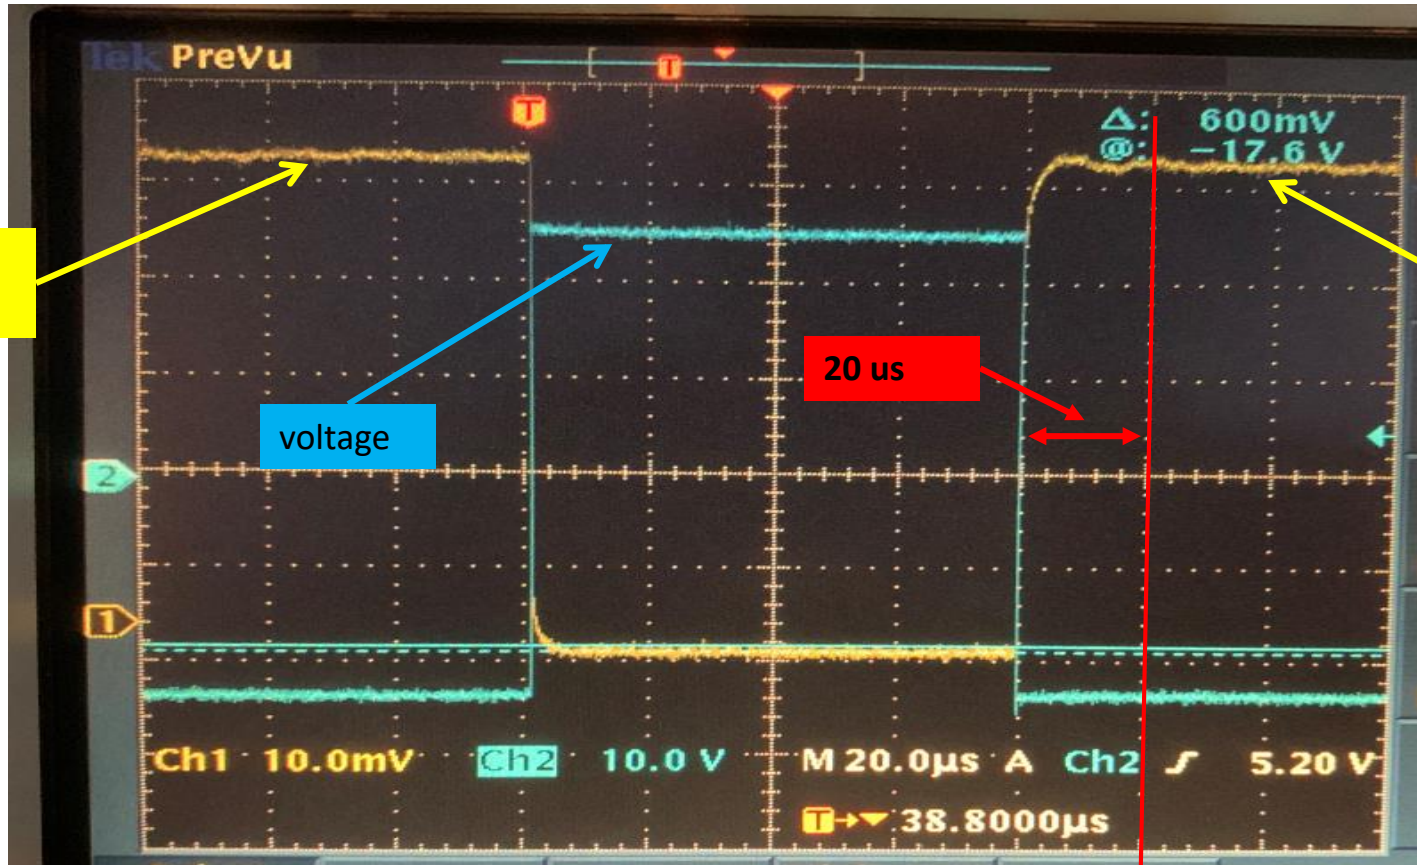 Tek PreVu
T
T
Δ: 600mV
@: −17.6 V
20 us
voltage
2
1
Ch1 10.0mV Ch2 10.0 V M 20.0µs A Ch2 5.20 V
T→▼ 38.8000µs